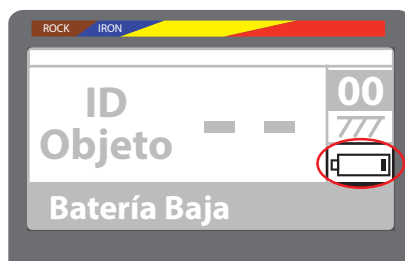 ROCK IRON
00
ID
Objeto -- --
Batería Baja